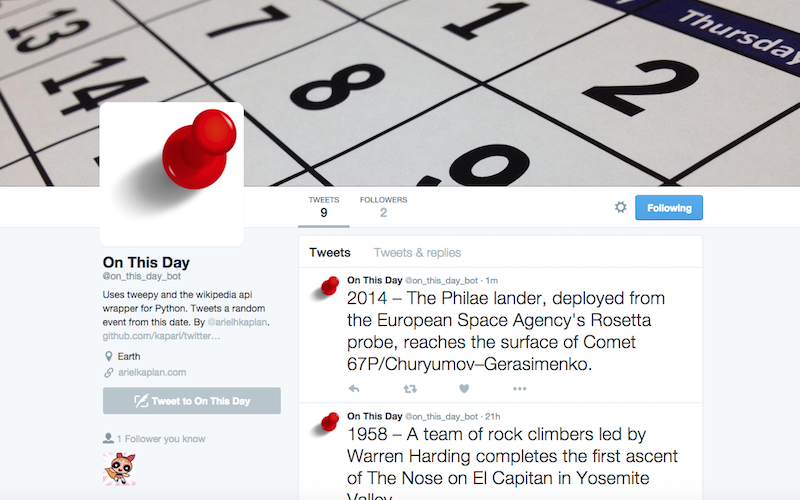 13
7
1
Thursday
14
8
2
9
TWEETS
FOLLOWERS
9
2
Following
Tweets
Tweets & replies
On This Day
@on_this_day_bot
Uses tweepy and the wikipedia api
wrapper for Python. Tweets a random
event from this date. By @arielhkaplan.
github.com/kaparl/twitter…
Earth
arielkaplan.com
Tweet to On This Day
1 Follower you know
On This Day @on_this_day_bot · 1m
2014 – The Philae lander, deployed from
the European Space Agency's Rosetta
probe, reaches the surface of Comet
67P/Churyumov–Gerasimenko.
On This Day @on_this_day_bot · 21h
1958 – A team of rock climbers led by
Warren Harding completes the first ascent
of The Nose on El Capitan in Yosemite
Valley.